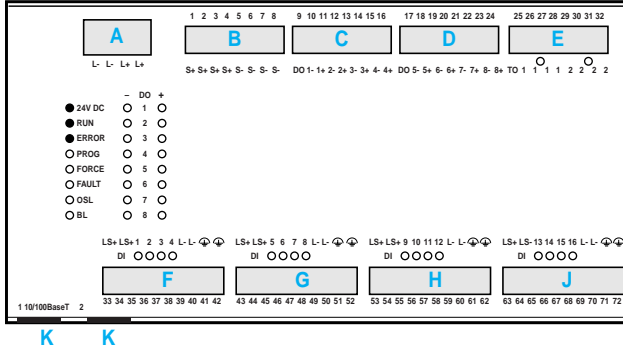 1 2 3 4 5 6 7 8 9 10 11 12 13 14 15 16 17 18 19 20 21 22 23 24 25 26 27 28 29 30 31 32
A B C D E
L- L- L+ L+ S+ S+ S+ S+ S- S- S- S- DO 1- 1+ 2- 2+ 3- 3+ 4- 4+ DO 5- 5+ 6- 6+ 7- 7+ 8- 8+ TO 1 1 1 1 2 2 2 2
– DO +
24V DC 1
RUN 2
ERROR 3
PROG 4
FORCE 5
FAULT 6
OSL 7
BL 8
LS+ LS+ 1 2 3 4 L- L- LS+ LS+ 5 6 7 8 L- L- LS+ LS+ 9 10 11 12 L- L- LS+ LS- 13 14 15 16 L- L-
DI DI DI DI
F G H J
33 34 35 36 37 38 39 40 41 42 43 44 45 46 47 48 49 50 51 52 53 54 55 56 57 58 59 60 61 62 63 64 65 66 67 68 69 70 71 72
1 10/100BaseT 2
K K